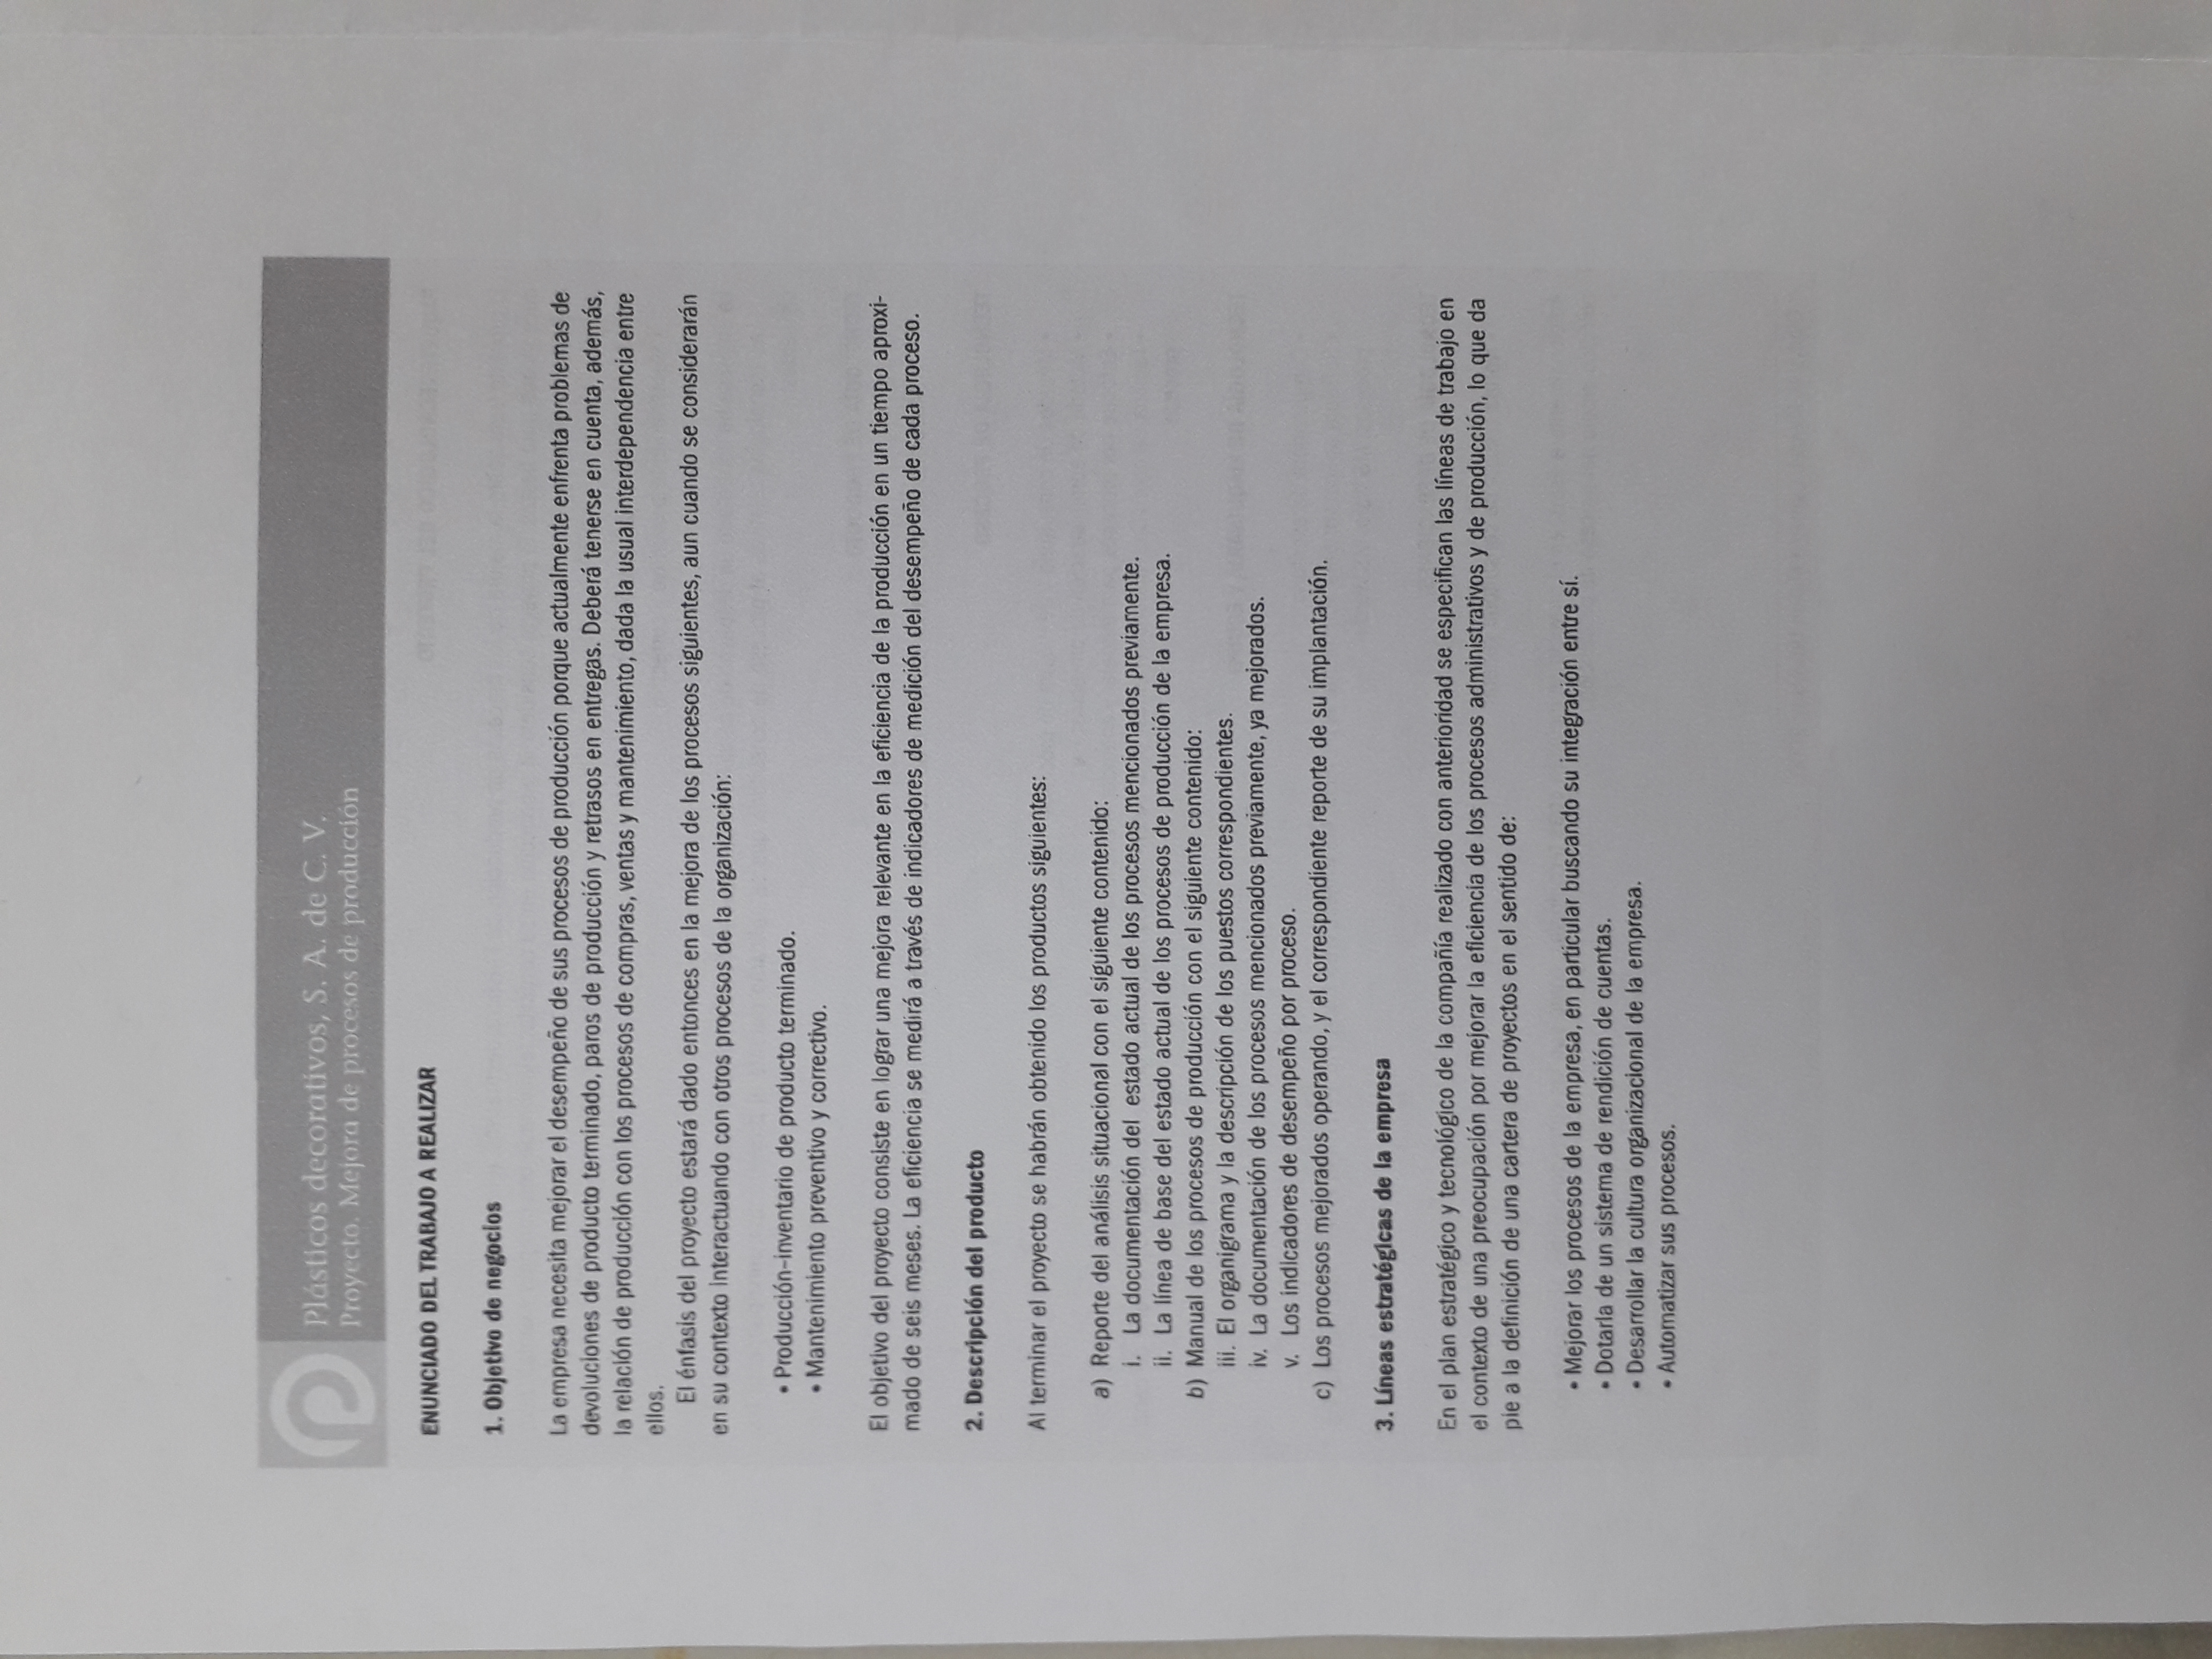 Plásticos decorativos, S. A. de C. V.
Proyecto. Mejora de procesos de producción
ENUNCIADO DEL TRABAJO A REALIZAR
1. Objetivo de negocios
La empresa necesita mejorar el desempeño de sus procesos de producción porque actualmente enfrenta problemas de
devoluciones de producto terminado, paros de producción y retrasos en entregas. Deberá tenerse en cuenta, además,
la relación de producción con los procesos de compras, ventas y mantenimiento, dada la usual interdependencia entre
ellos.
El énfasis del proyecto estará dado entonces en la mejora de los procesos siguientes, aun cuando se considerarán
en su contexto interactuando con otros procesos de la organización:
• Producción-inventario de producto terminado.
• Mantenimiento preventivo y correctivo.
El objetivo del proyecto consiste en lograr una mejora relevante en la eficiencia de la producción en un tiempo aproxi-
mado de seis meses. La eficiencia se medirá a través de indicadores de medición del desempeño de cada proceso.
2. Descripción del producto
Al terminar el proyecto se habrán obtenido los productos siguientes:
a) Reporte del análisis situacional con el siguiente contenido:
i. La documentación del estado actual de los procesos mencionados previamente.
ii. La línea de base del estado actual de los procesos de producción de la empresa.
b) Manual de los procesos de producción con el siguiente contenido:
iii. El organigrama y la descripción de los puestos correspondientes.
iv. La documentación de los procesos mencionados previamente, ya mejorados.
v. Los indicadores de desempeño por proceso.
c) Los procesos mejorados operando, y el correspondiente reporte de su implantación.
3. Líneas estratégicas de la empresa
En el plan estratégico y tecnológico de la compañía realizado con anterioridad se especifican las líneas de trabajo en
el contexto de una preocupación por mejorar la eficiencia de los procesos administrativos y de producción, lo que da
pie a la definición de una cartera de proyectos en el sentido de:
• Mejorar los procesos de la empresa, en particular buscando su integración entre sí.
• Dotarla de un sistema de rendición de cuentas.
• Desarrollar la cultura organizacional de la empresa.
• Automatizar sus procesos.